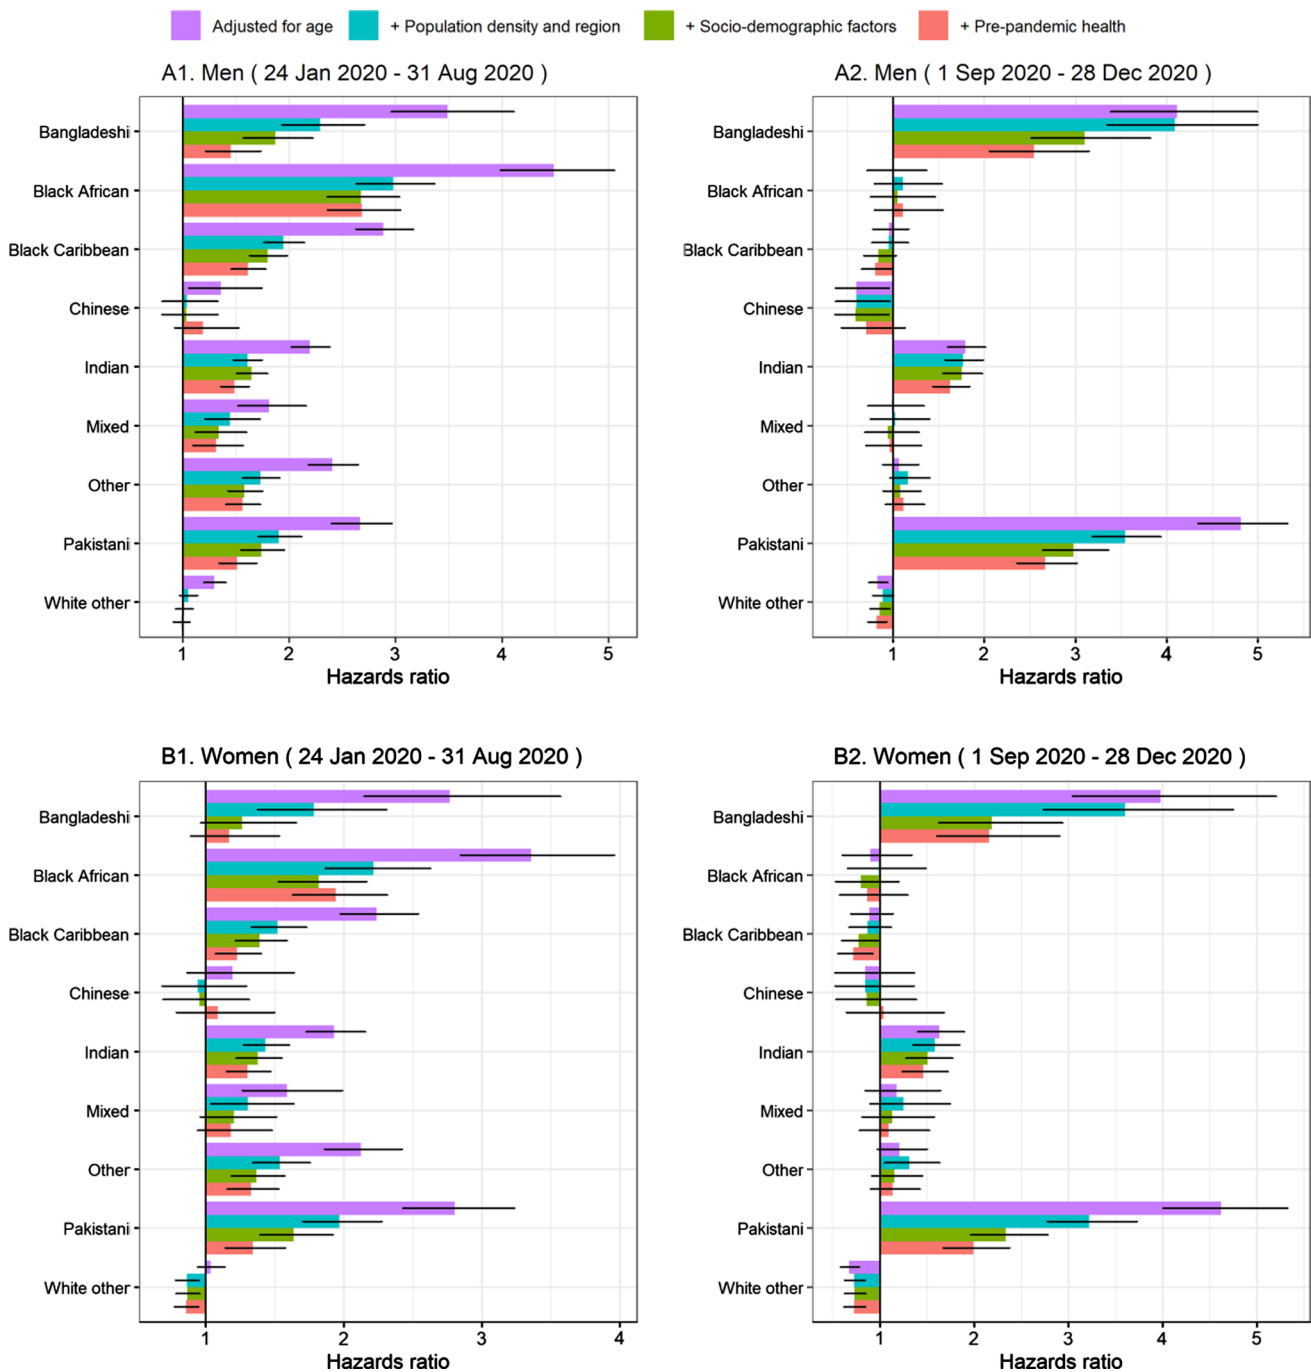 Adjusted for age + Population density and region + Socio-demographic factors + Pre-pandemic health
A1. Men ( 24 Jan 2020 - 31 Aug 2020 )
Bangladeshi
Black African
Black Caribbean
Chinese
Indian
Mixed
Other
Pakistani
White other
1 2 3 4 5
Hazards ratio
A2. Men ( 1 Sep 2020 - 28 Dec 2020 )
Bangladeshi
Black African
Black Caribbean
Chinese
Indian
Mixed
Other
Pakistani
White other
1 2 3 4 5
Hazards ratio
B1. Women ( 24 Jan 2020 - 31 Aug 2020 )
Bangladeshi
Black African
Black Caribbean
Chinese
Indian
Mixed
Other
Pakistani
White other
1 2 3 4
Hazards ratio
B2. Women ( 1 Sep 2020 - 28 Dec 2020 )
Bangladeshi
Black African
Black Caribbean
Chinese
Indian
Mixed
Other
Pakistani
White other
1 2 3 4 5
Hazards ratio